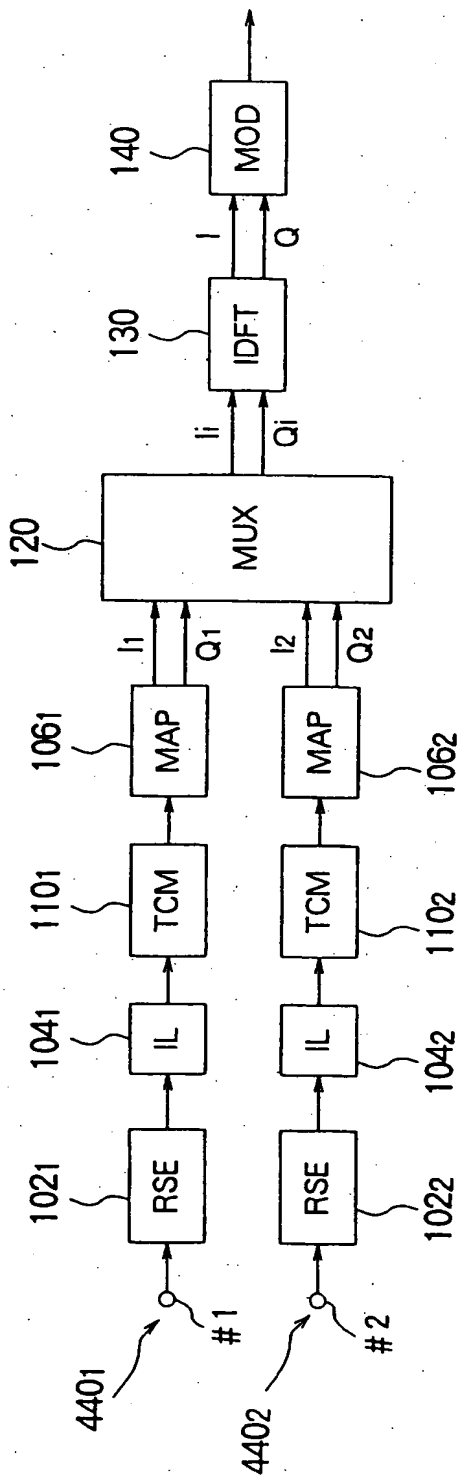 4401
#1
1021
RSE
1041
IL
1101
TCM
1061
MAP
I1
Q1
4402
#2
RSE
1022
IL
1042
TCM
1102
MAP
1062
I2
Q2
120
MUX
Ii
Qi
130
IDFT
I
Q
140
MOD